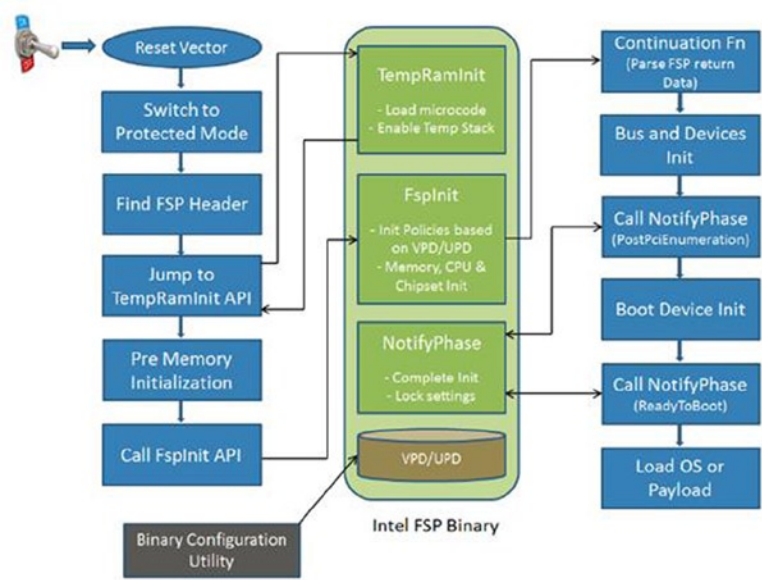 Reset Vector
Switch to
Protected Mode
Find FSP Header
Jump to
TempRamInit API
Pre Memory
Initialization
Call FspInit API
Binary Configuration
Utility
TempRamInit
- Load microcode
- Enable Temp Stack
FspInit
- Init Policies based
on VPD/UPD
- Memory, CPU &
Chipset Init
NotifyPhase
- Complete Init
- Lock settings
VPD/UPD
Intel FSP Binary
Continuation Fn
(Parse FSP return
Data)
Bus and Devices
Init
Call NotifyPhase
(PostPciEnumeration)
Boot Device Init
Call NotifyPhase
(ReadyToBoot)
Load OS or
Payload